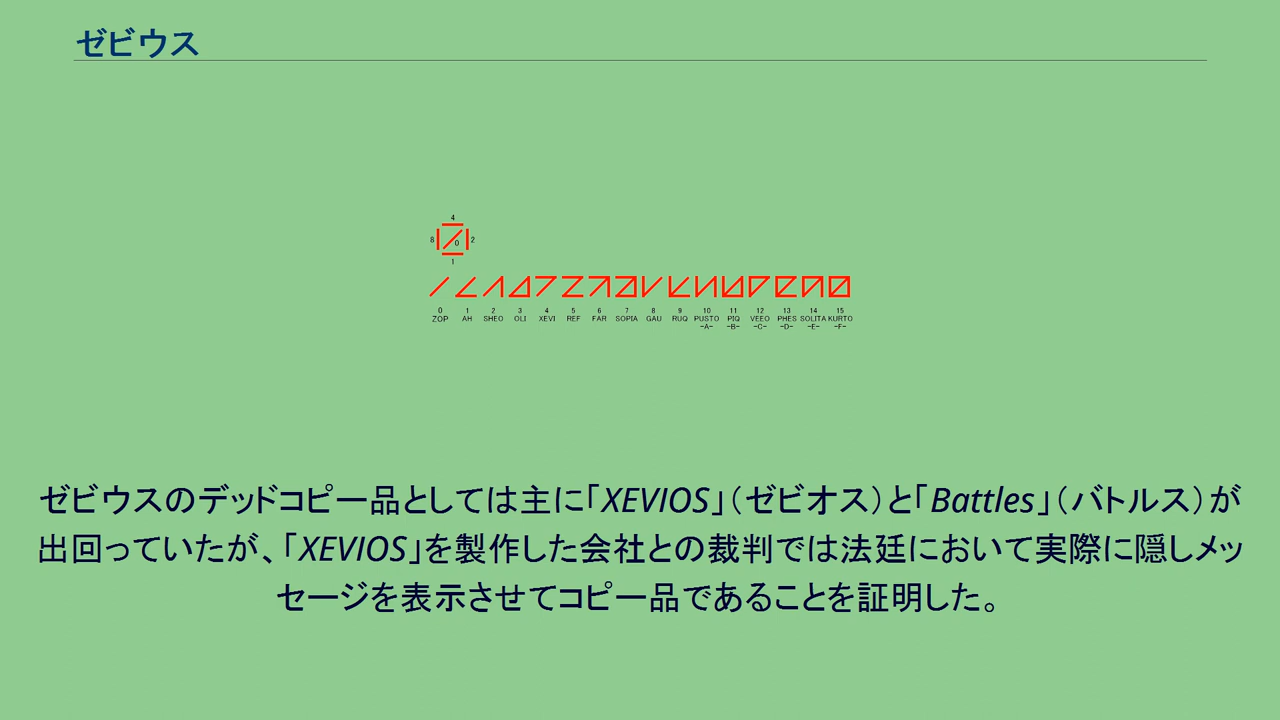 ゼビウス
4
8 0 2
1
0 1 2 3 4 5 6 7 8 9 10 11 12 13 14 15
ZOP AH SHEO OLI XEVI REF FAR SOPIA GAU RUQ PUSTO PIQ VEEO PHES SOLITA KURTO
-A- -B- -C- -D- -E- -F-
ゼビウスのデッドコピー品としては主に「XEVIOS」（ゼビオス）と「Battles」（バトルス）が
出回っていたが、「XEVIOS」を製作した会社との裁判では法廷において実際に隠しメッ
セージを表示させてコピー品であることを証明した。